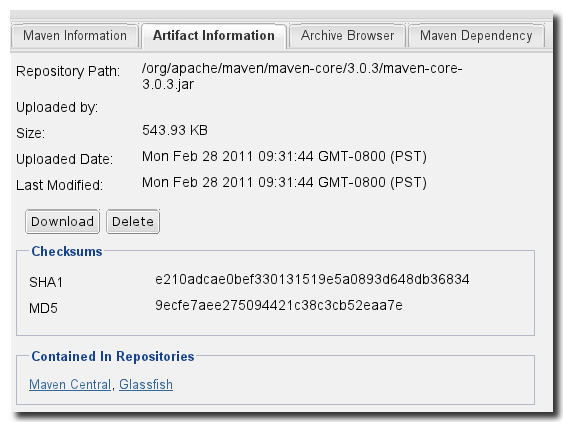 Maven Information Artifact Information Archive Browser Maven Dependency
Repository Path: /org/apache/maven/maven-core/3.0.3/maven-core-
3.0.3.jar
Uploaded by:
Size: 543.93 KB
Uploaded Date: Mon Feb 28 2011 09:31:44 GMT-0800 (PST)
Last Modified: Mon Feb 28 2011 09:31:44 GMT-0800 (PST)
Download Delete
Checksums
SHA1 e210adcae0bef330131519e5a0893d648db36834
MD5 9ecfe7aee275094421c38c3cb52eaa7e
Contained In Repositories
Maven Central, Glassfish